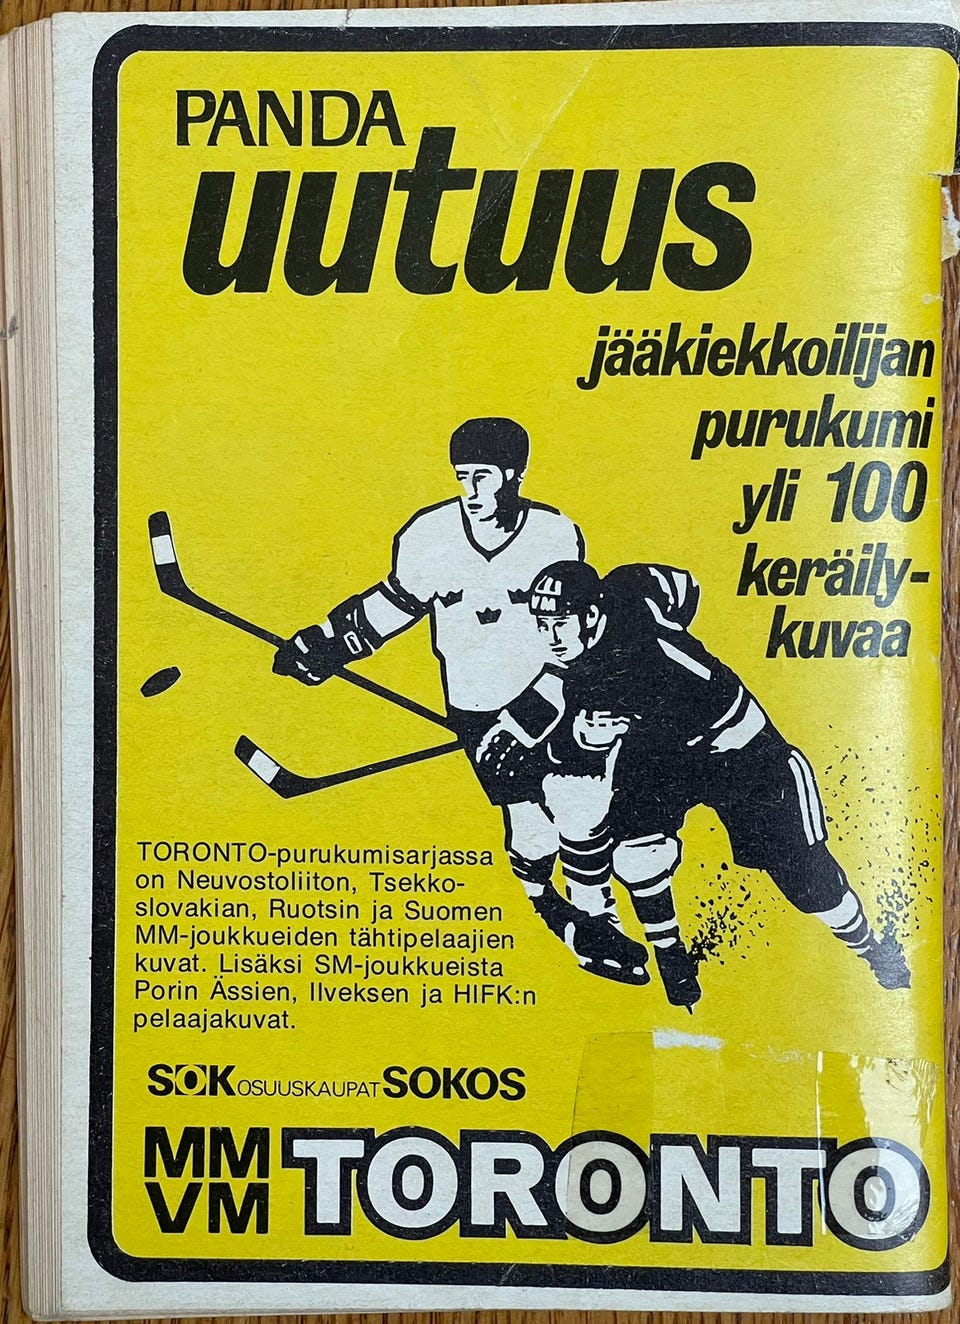 PANDA
uutuus
jääkiekkoilijan
purukumi
yli 100
keräily-
kuvaa
TORONTO-purukumisarjassa
on Neuvostoliiton, Tsekko-
slovakian, Ruotsin ja Suomen
MM-joukkueiden tähtipelaajien
kuvat. Lisäksi SM-joukkueista
Porin Ässien, Ilveksen ja HIFK:n
pelaajakuvat.
SOK OSUUSKAUPAT SOKOS
MM
VM
TORONTO